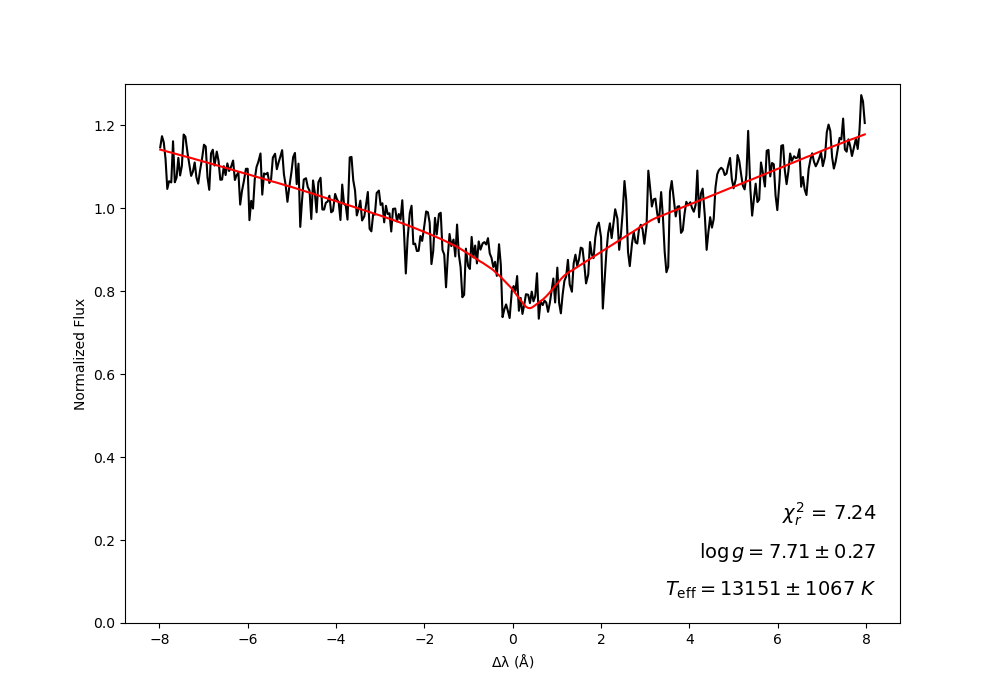 1.2
1.0
0.8
0.6
0.4
0.2
0.0
Normalized Flux
χ²ᵣ = 7.24
log g = 7.71 ± 0.27
T_eff = 13151 ± 1067 K
−8 −6 −4 −2 0 2 4 6 8
Δλ (Å)